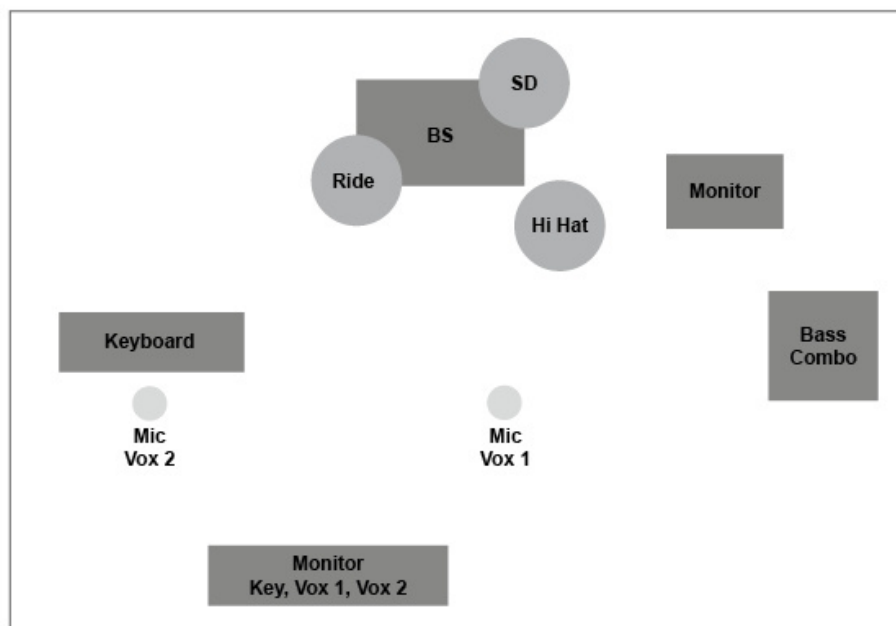 SD
BS
Ride
Monitor
Hi Hat
Keyboard
Bass
Combo
Mic
Vox 2
Mic
Vox 1
Monitor
Key, Vox 1, Vox 2